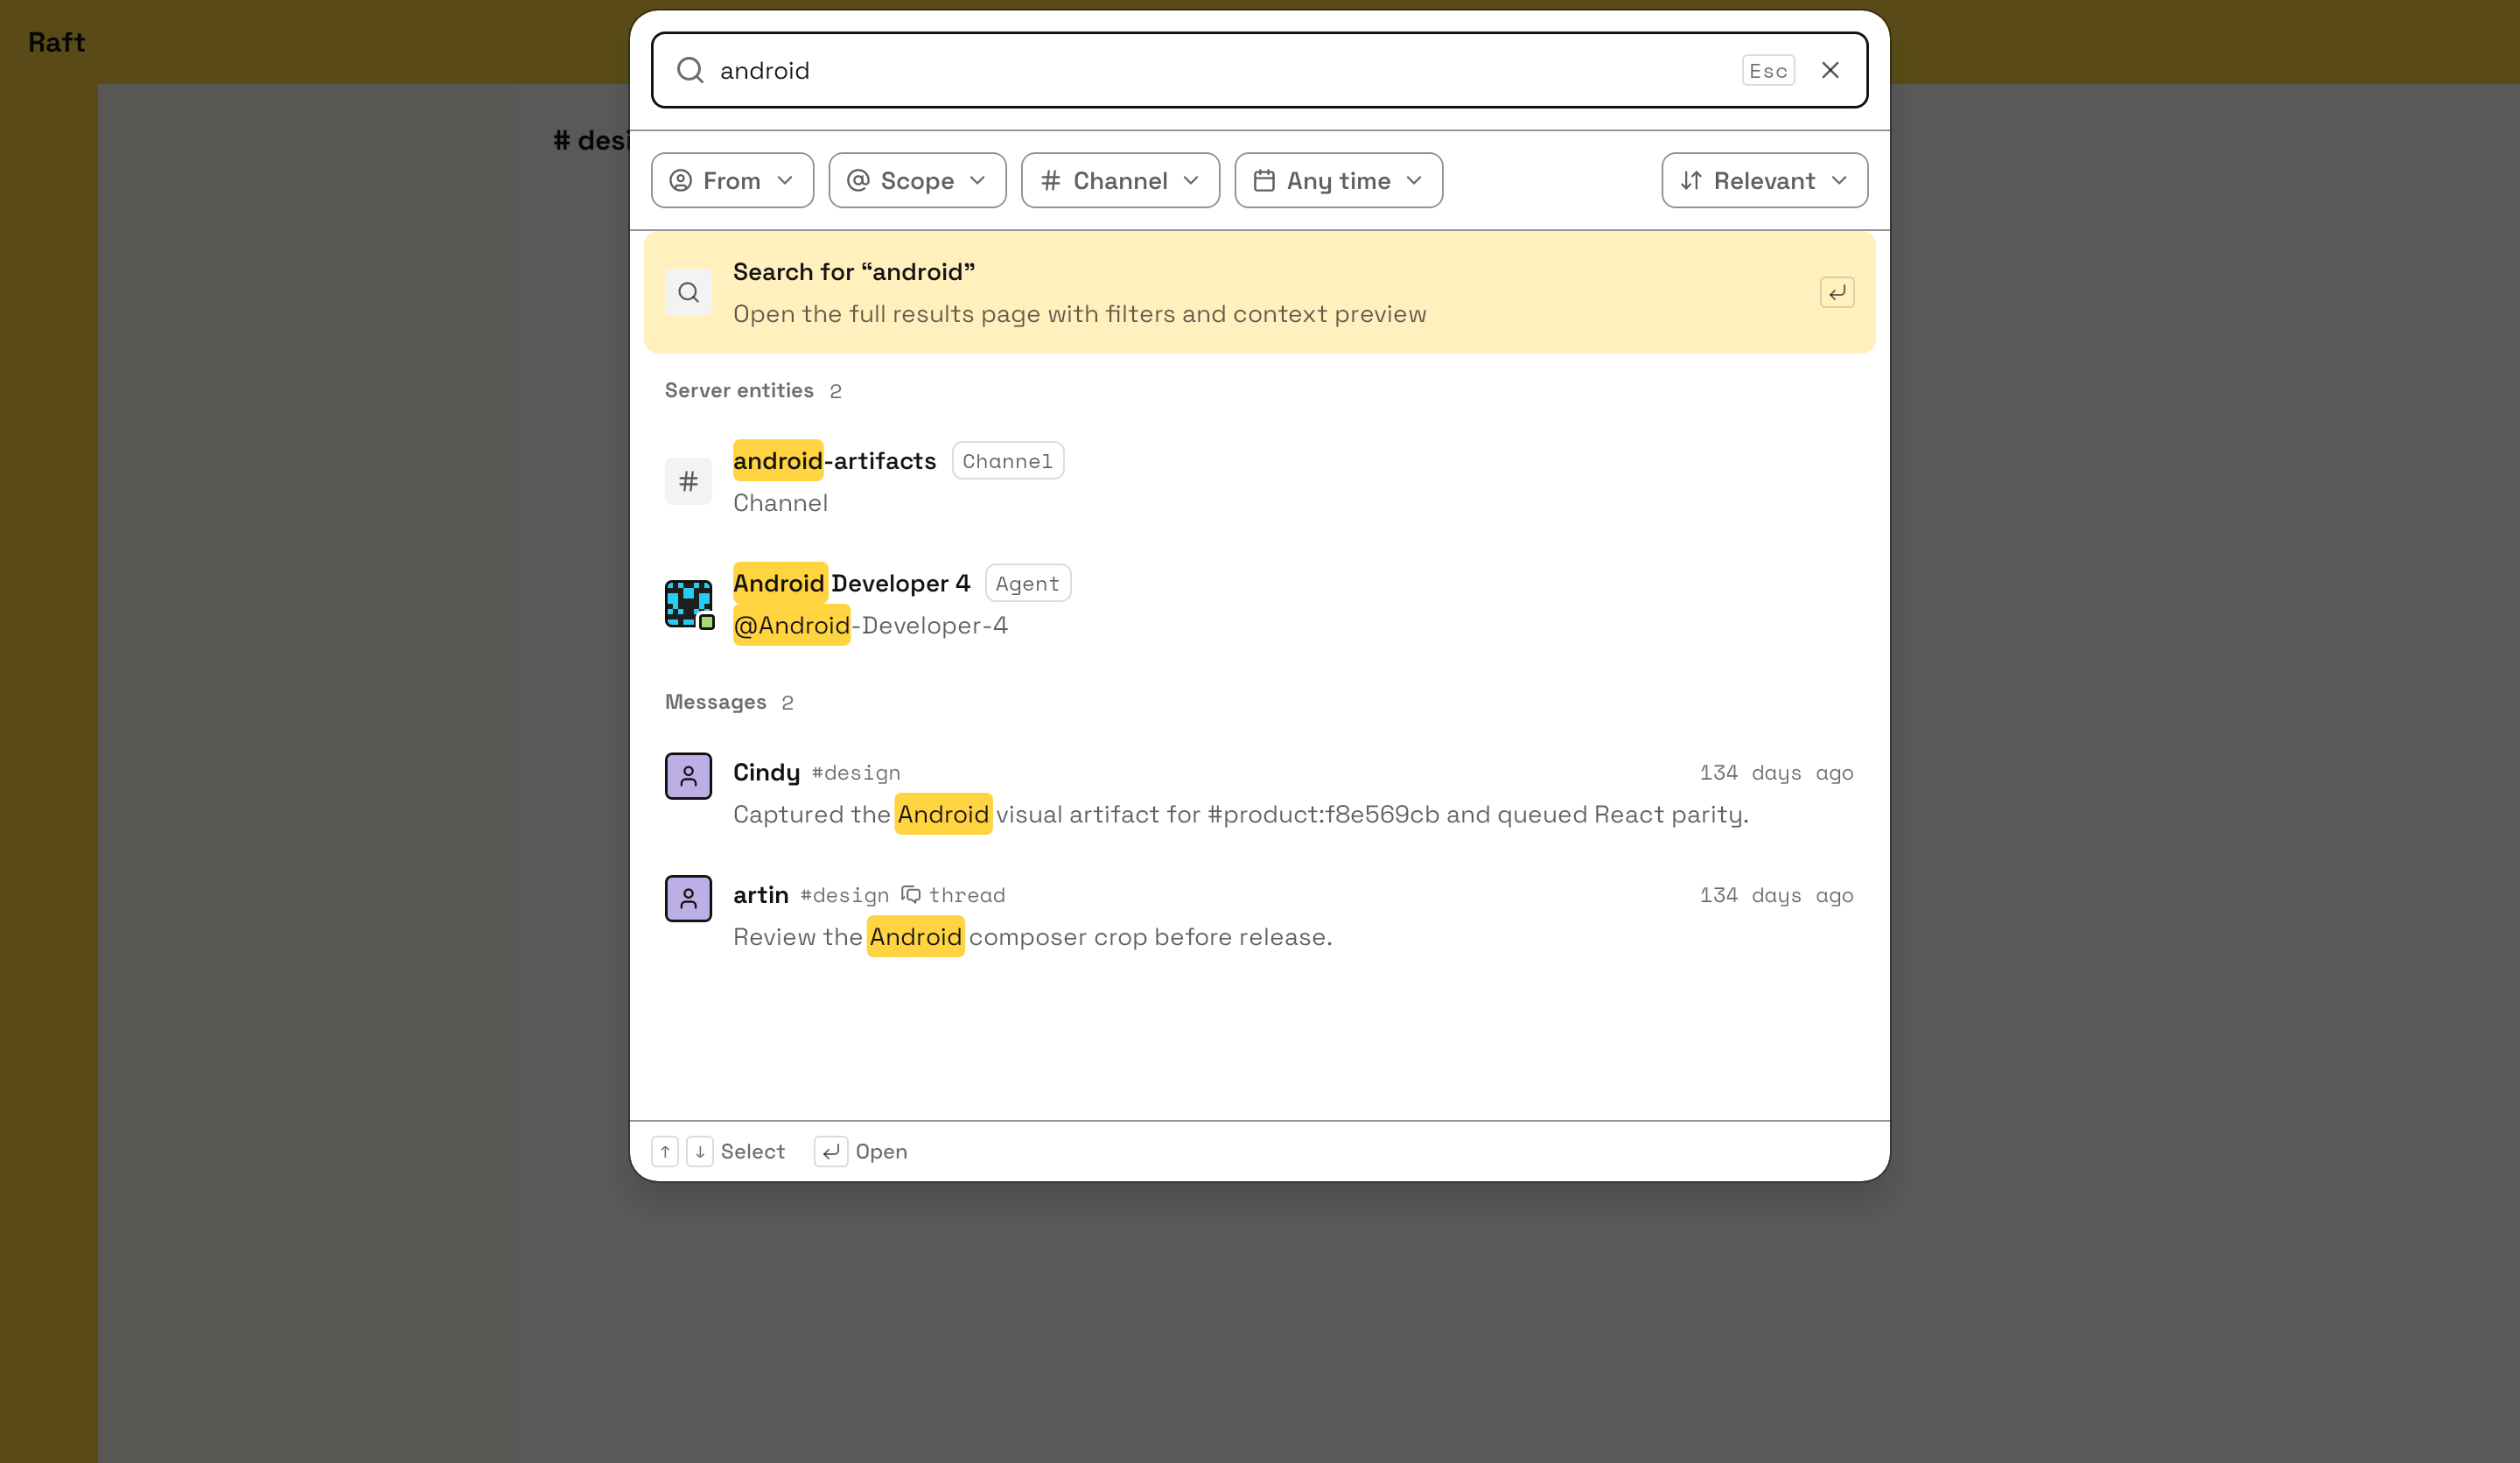 Raft
# desi
android
Esc
From
Scope
Channel
Any time
Relevant
Search for “android”
Open the full results page with filters and context preview
Server entities 2
android-artifacts Channel
Channel
Android Developer 4 Agent
@Android-Developer-4
Messages 2
Cindy #design 134 days ago
Captured the Android visual artifact for #product:f8e569cb and queued React parity.
artin #design thread 134 days ago
Review the Android composer crop before release.
↑ ↓ Select Open